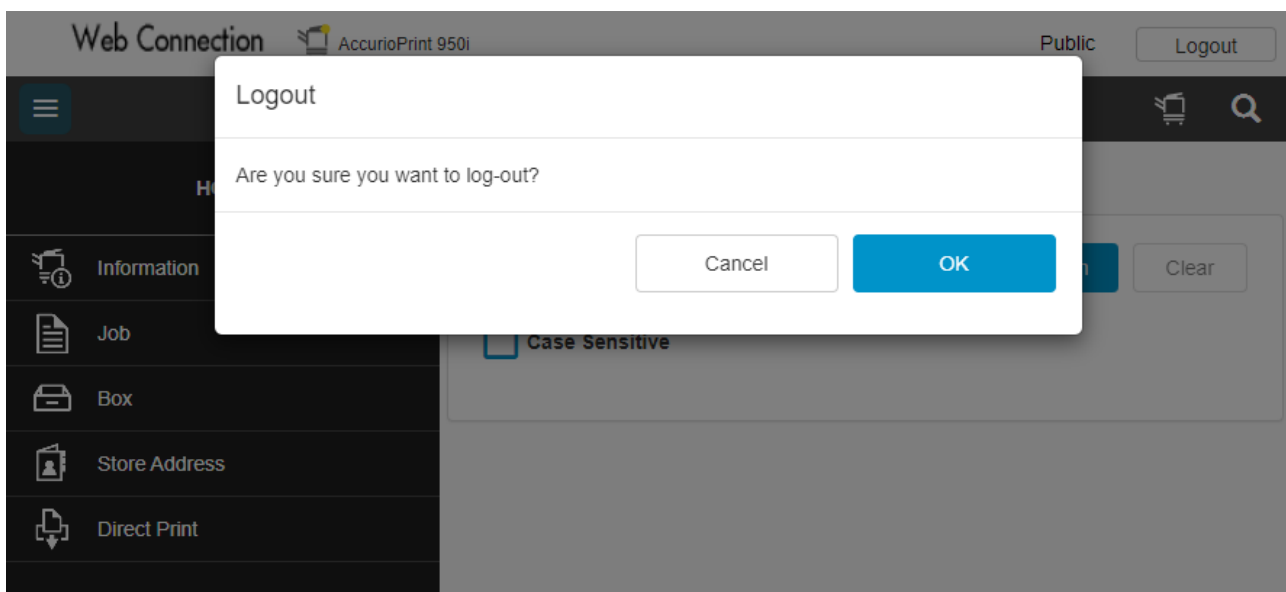 Web Connection AccurioPrint 950i Public Logout
Logout
Are you sure you want to log-out?
Cancel OK
Information Clear
Job
Case Sensitive
Box
Store Address
Direct Print